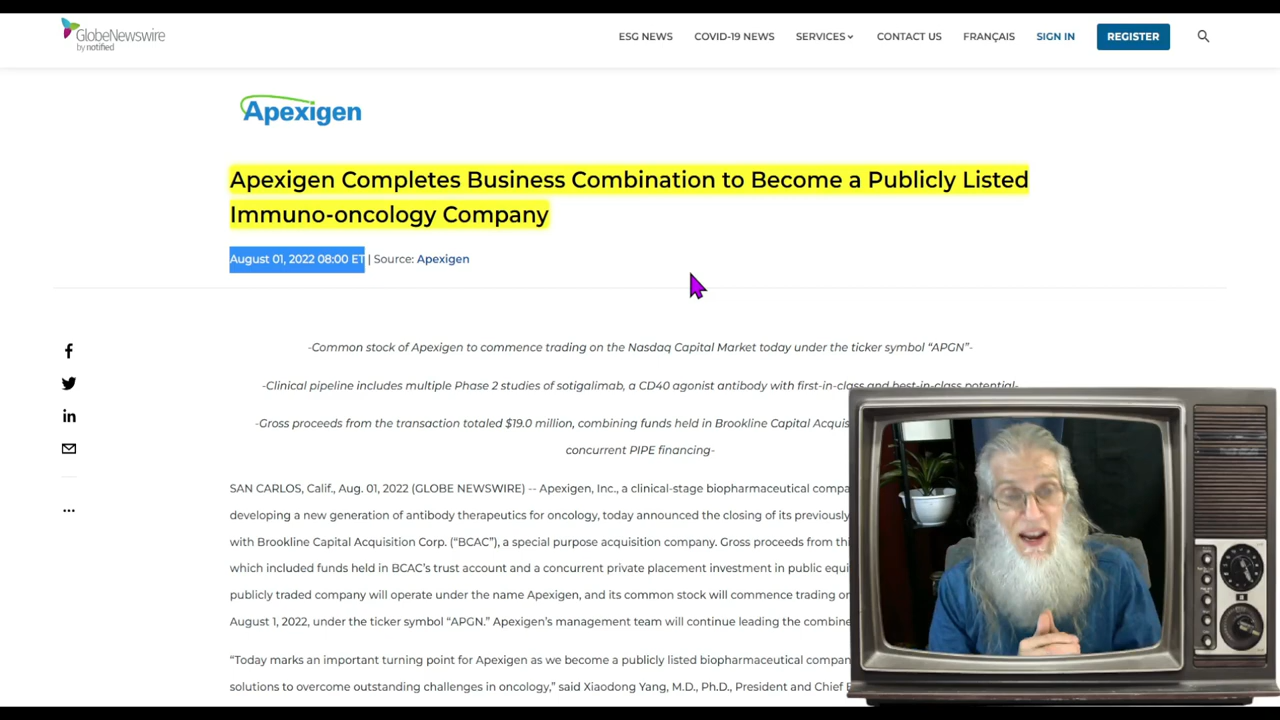 GlobeNewswire
by notified
ESG NEWS COVID-19 NEWS SERVICES CONTACT US FRANÇAIS SIGN IN REGISTER
Apexigen
Apexigen Completes Business Combination to Become a Publicly Listed
Immuno-oncology Company
August 01, 2022 08:00 ET | Source: Apexigen
-Common stock of Apexigen to commence trading on the Nasdaq Capital Market today under the ticker symbol “APGN”-
-Clinical pipeline includes multiple Phase 2 studies of sotigalimab, a CD40 agonist antibody with first-in-class and best-in-class potential-
-Gross proceeds from the transaction totaled $19.0 million, combining funds held in Brookline Capital
concurrent PIPE financing-
SAN CARLOS, Calif., Aug. 01, 2022 (GLOBE NEWSWIRE) -- Apexigen, Inc., a clinical-stage biopharmaceutical
developing a new generation of antibody therapeutics for oncology, today announced the closing of its previously
with Brookline Capital Acquisition Corp. (“BCAC”), a special purpose acquisition company. Gross proceeds from
which included funds held in BCAC’s trust account and a concurrent private placement investment in public
publicly traded company will operate under the name Apexigen, and its common stock will commence trading
August 1, 2022, under the ticker symbol “APGN.” Apexigen’s management team will continue leading the
“Today marks an important turning point for Apexigen as we become a publicly listed biopharmaceutical
solutions to overcome outstanding challenges in oncology,” said Xiaodong Yang, M.D., Ph.D., President and Chief